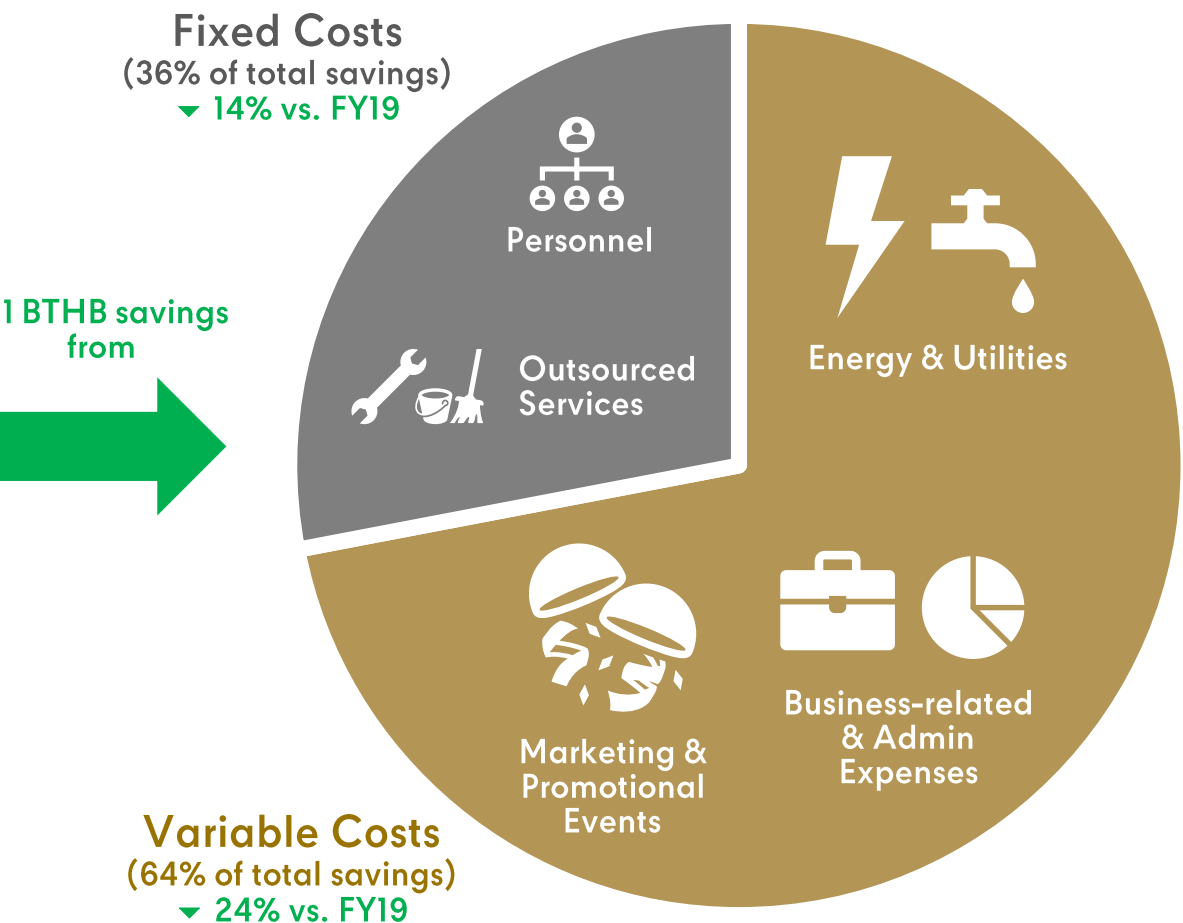 Fixed Costs
(36% of total savings)
14% vs. FY19
Personnel
Outsourced
Services
1 BTHB savings
from
Energy & Utilities
Business-related
& Admin
Expenses
Marketing &
Promotional
Events
Variable Costs
(64% of total savings)
24% vs. FY19